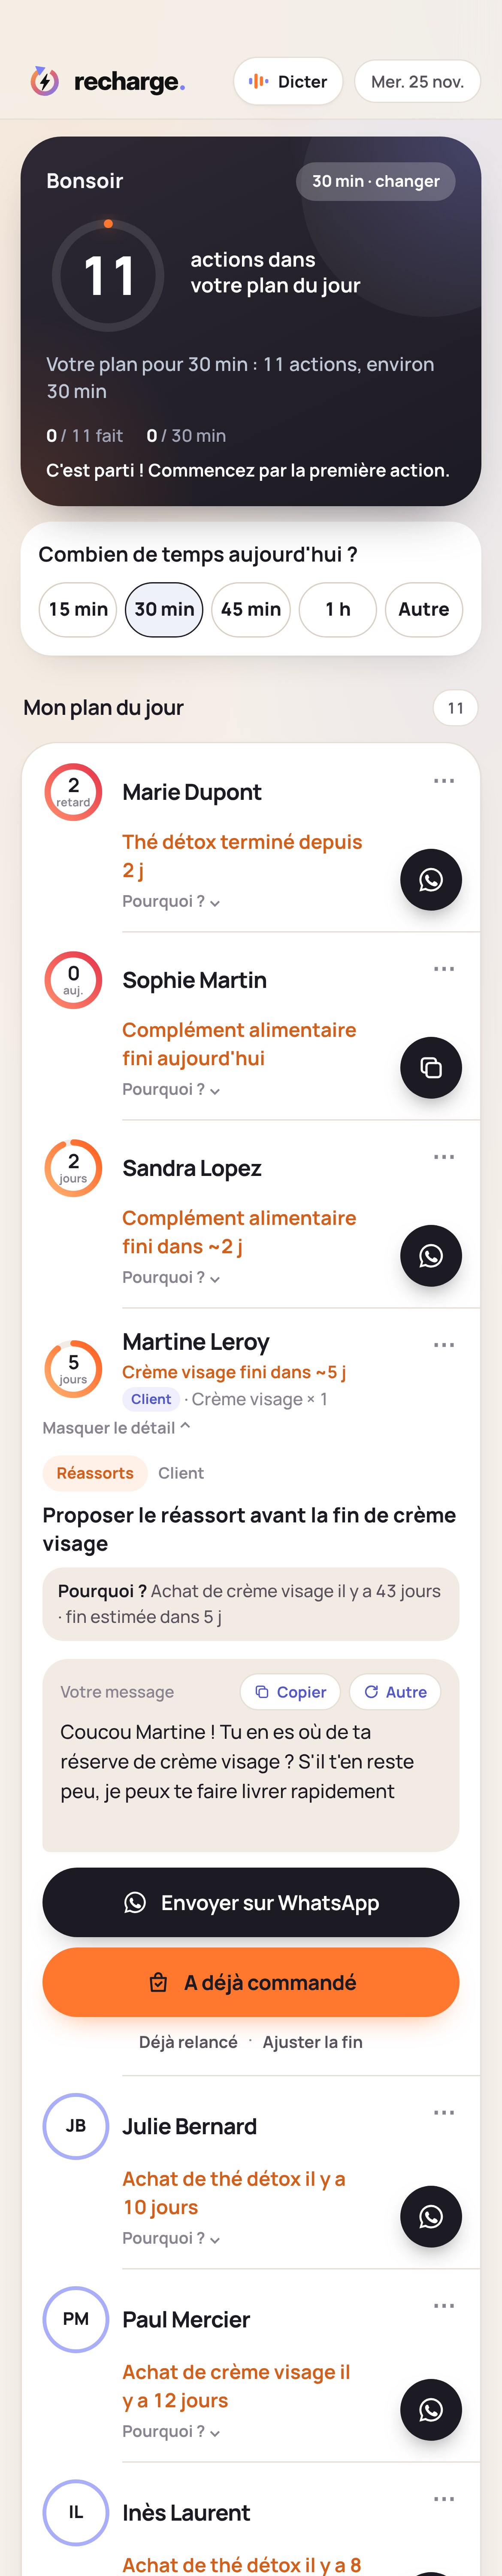 recharge.
Dicter
Mer. 25 nov.
Bonsoir
30 min · changer
11
actions dans
votre plan du jour
Votre plan pour 30 min : 11 actions, environ
30 min
0 / 11 fait 0 / 30 min
C'est parti ! Commencez par la première action.
Combien de temps aujourd'hui ?
15 min
30 min
45 min
1 h
Autre
Mon plan du jour
11
2
retard
Marie Dupont
...
Thé détox terminé depuis
2 j
Pourquoi ?
0
auj.
Sophie Martin
...
Complément alimentaire
fini aujourd'hui
Pourquoi ?
2
jours
Sandra Lopez
...
Complément alimentaire
fini dans ~2 j
Pourquoi ?
5
jours
Martine Leroy
...
Crème visage fini dans ~5 j
Client · Crème visage × 1
Masquer le détail
Réassorts
Client
Proposer le réassort avant la fin de crème
visage
Pourquoi ? Achat de crème visage il y a 43 jours
· fin estimée dans 5 j
Votre message
Copier
Autre
Coucou Martine ! Tu en es où de ta
réserve de crème visage ? S'il t'en reste
peu, je peux te faire livrer rapidement
Envoyer sur WhatsApp
A déjà commandé
Déjà relancé · Ajuster la fin
JB
Julie Bernard
...
Achat de thé détox il y a
10 jours
Pourquoi ?
PM
Paul Mercier
...
Achat de crème visage il
y a 12 jours
Pourquoi ?
IL
Inès Laurent
...
Achat de thé détox il y a 8